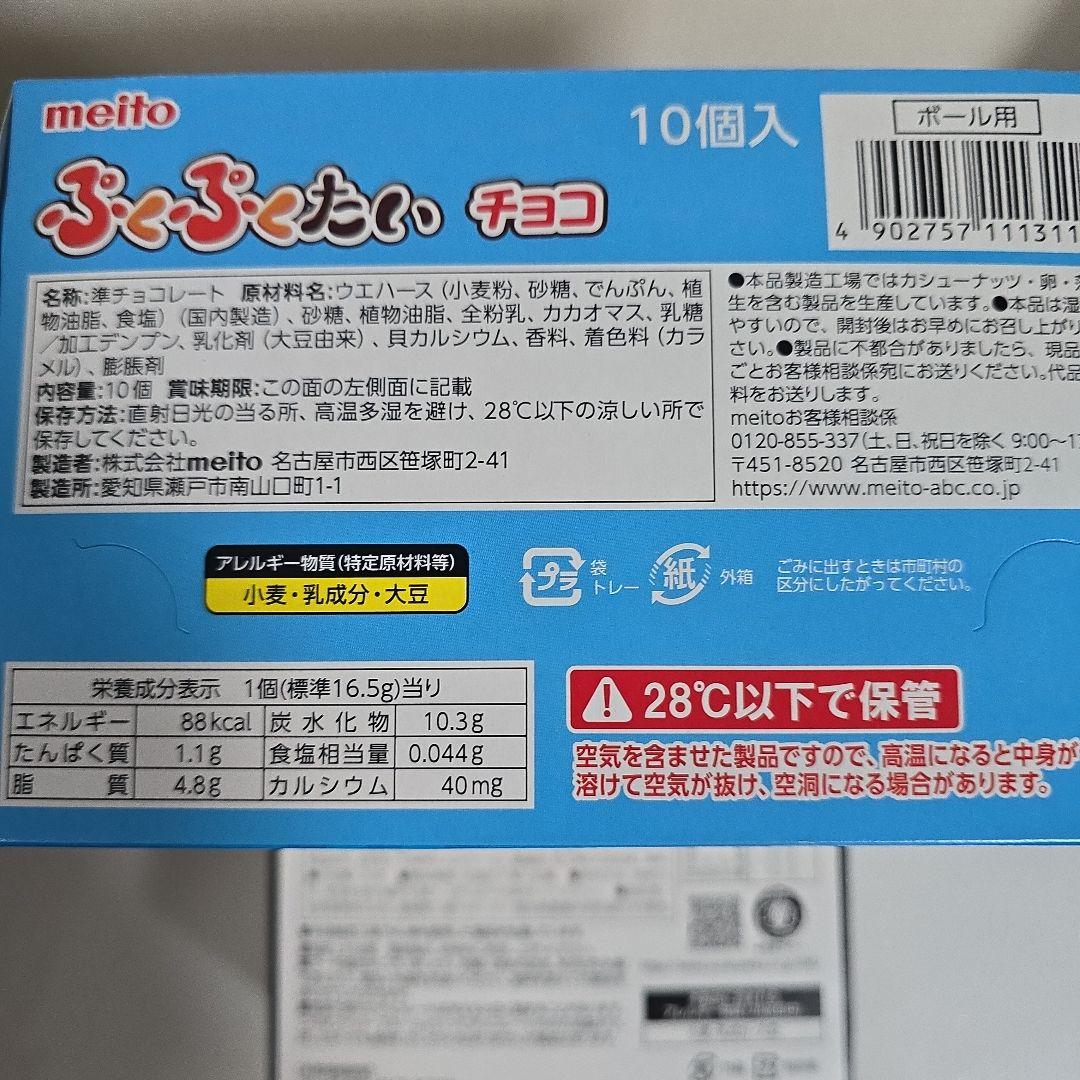 meito
ぷくぷくたい チョコ
10個入
ボール用
4 902757 111311
名称:準チョコレート 原材料名:ウエハース(小麦粉、砂糖、でんぷん、植
物油脂、食塩)(国内製造)、砂糖、植物油脂、全粉乳、カカオマス、乳糖
/加工デンプン、乳化剤(大豆由来)、貝カルシウム、香料、着色料(カラ
メル)、膨脹剤
内容量:10個 賞味期限:この面の左側面に記載
保存方法:直射日光の当る所、高温多湿を避け、28℃以下の涼しい所で
保存してください。
製造者:株式会社meito 名古屋市西区笹塚町2-41
製造所:愛知県瀬戸市南山口町1-1
●本品製造工場ではカシューナッツ・卵・
生を含む製品を生産しています。●本品は湿
やすいので、開封後はお早めにお召し上がり
さい。●製品に不都合がありましたら、現品
ごとお客様相談係宛にお送りください。代品
料をお送りします。
meitoお客様相談係
0120-855-337(土、日、祝日を除く 9:00〜1
〒451-8520 名古屋市西区笹塚町2-41
https://www.meito-abc.co.jp
アレルギー物質(特定原材料等)
小麦・乳成分・大豆
プラ 袋
トレー
紙 外箱
ごみに出すときは市町村の
区分にしたがってください。
栄養成分表示 1個(標準16.5g)当り
エネルギー 88kcal 炭水化物 10.3g
たんぱく質 1.1g 食塩相当量 0.044g
脂質 4.8g カルシウム 40mg
28℃以下で保管
空気を含ませた製品ですので、高温になると中身が
溶けて空気が抜け、空洞になる場合があります。